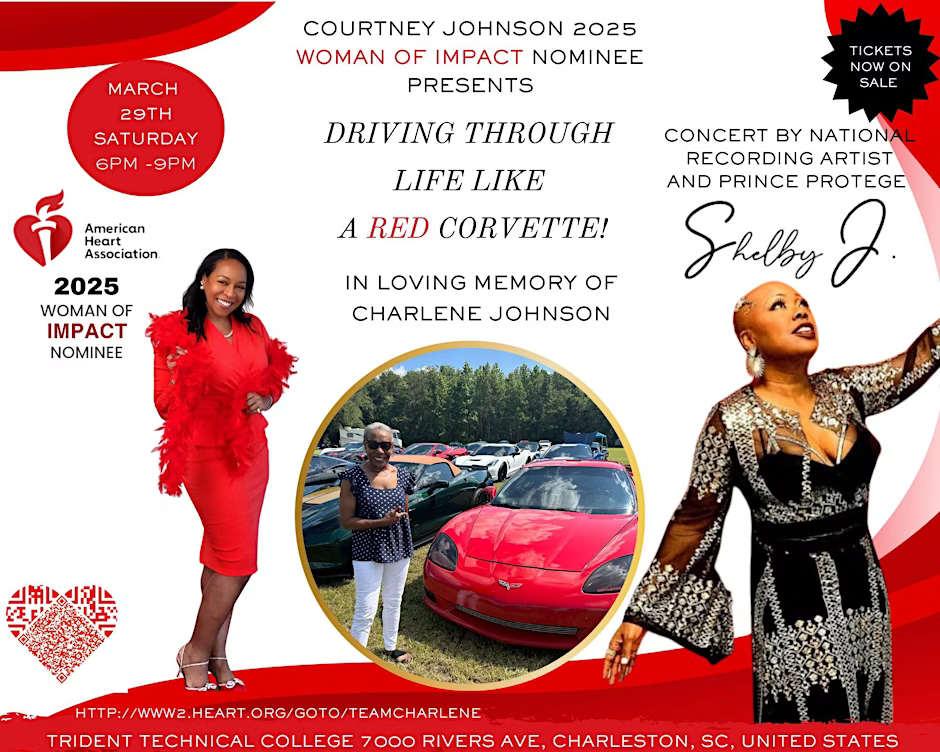 COURTNEY JOHNSON 2025
WOMAN OF IMPACT NOMINEE
PRESENTS
DRIVING THROUGH
LIFE LIKE
A RED CORVETTE!
IN LOVING MEMORY OF
CHARLENE JOHNSON
MARCH
29TH
SATURDAY
6PM -9PM
American
Heart
Association
2025
WOMAN OF
IMPACT
NOMINEE
TICKETS
NOW ON
SALE
CONCERT BY NATIONAL
RECORDING ARTIST
AND PRINCE PROTEGE
Shelby J.
HTTP://WWW2.HEART.ORG/GOTO/TEAMCHARLENE
TRIDENT TECHNICAL COLLEGE 7000 RIVERS AVE, CHARLESTON, SC, UNITED STATES